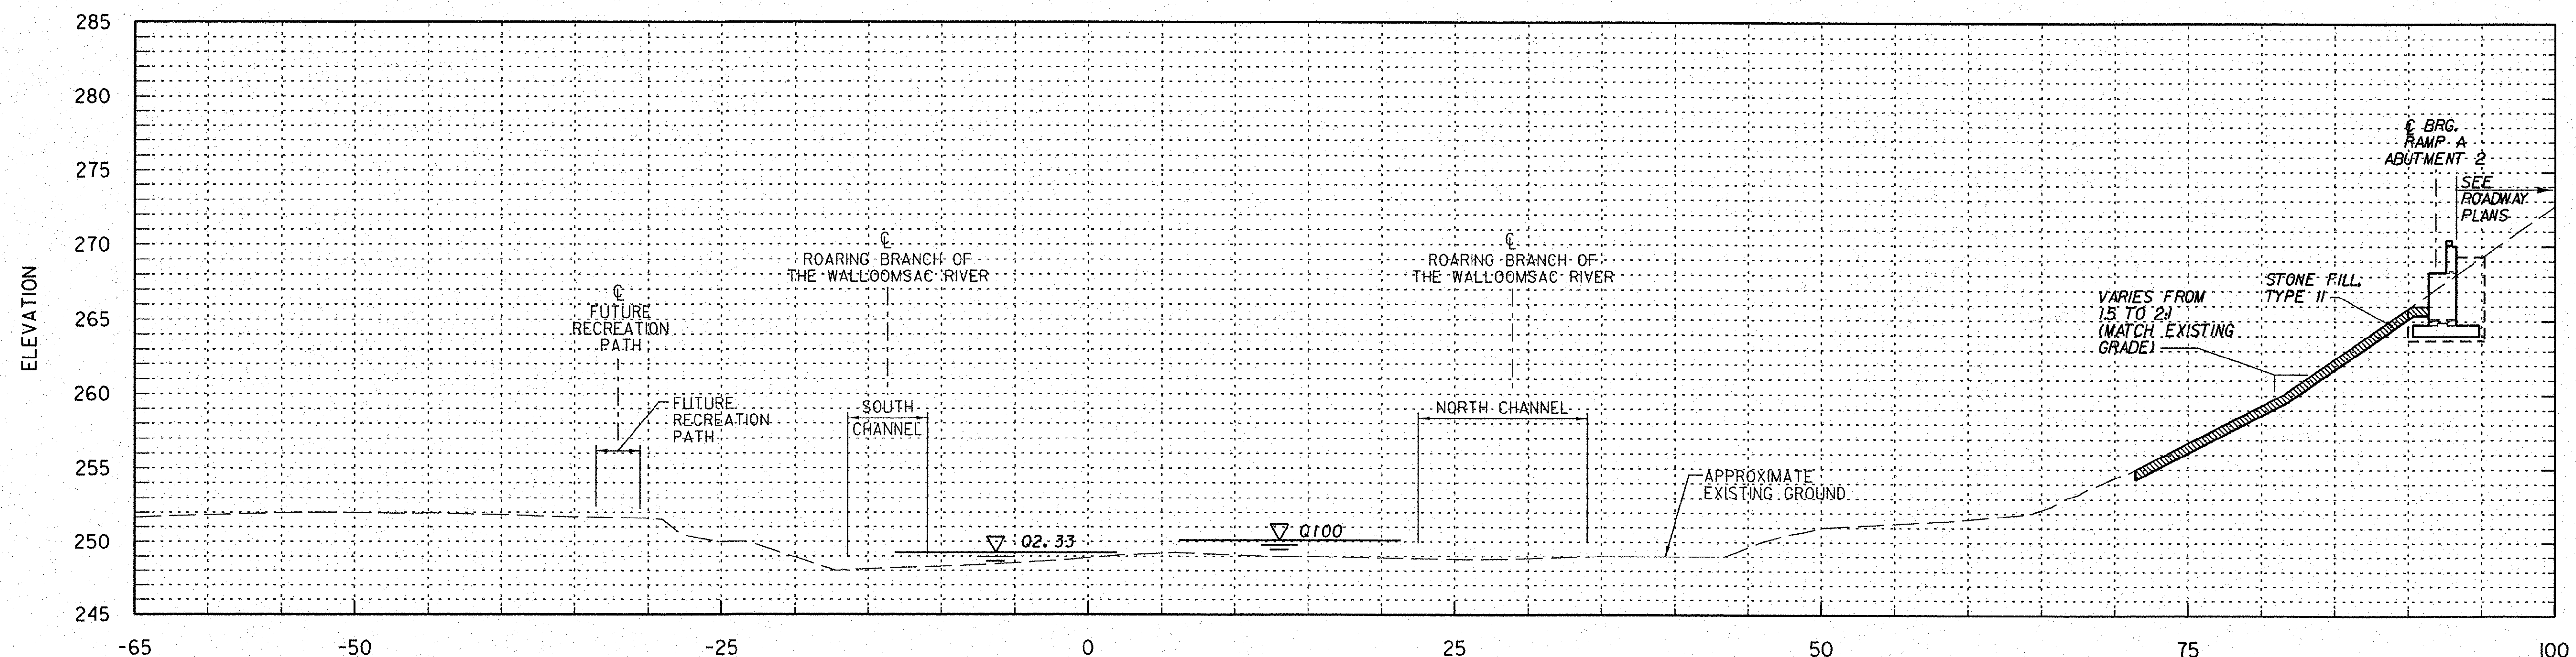 285
280
275
270
265
260
255
250
245
ELEVATION
-65
-50
-25
0
25
50
75
100
℄
FUTURE
RECREATION
PATH
FUTURE
RECREATION
PATH
℄
ROARING BRANCH OF
THE WALLOOMSAC RIVER
SOUTH
CHANNEL
Q2.33
Q100
℄
ROARING BRANCH OF
THE WALLOOMSAC RIVER
NORTH CHANNEL
APPROXIMATE
EXISTING GROUND
VARIES FROM
1.5 TO 2:1
(MATCH EXISTING
GRADE)
STONE FILL,
TYPE II
℄ BRG.
RAMP A
ABUTMENT 2
SEE
ROADWAY
PLANS